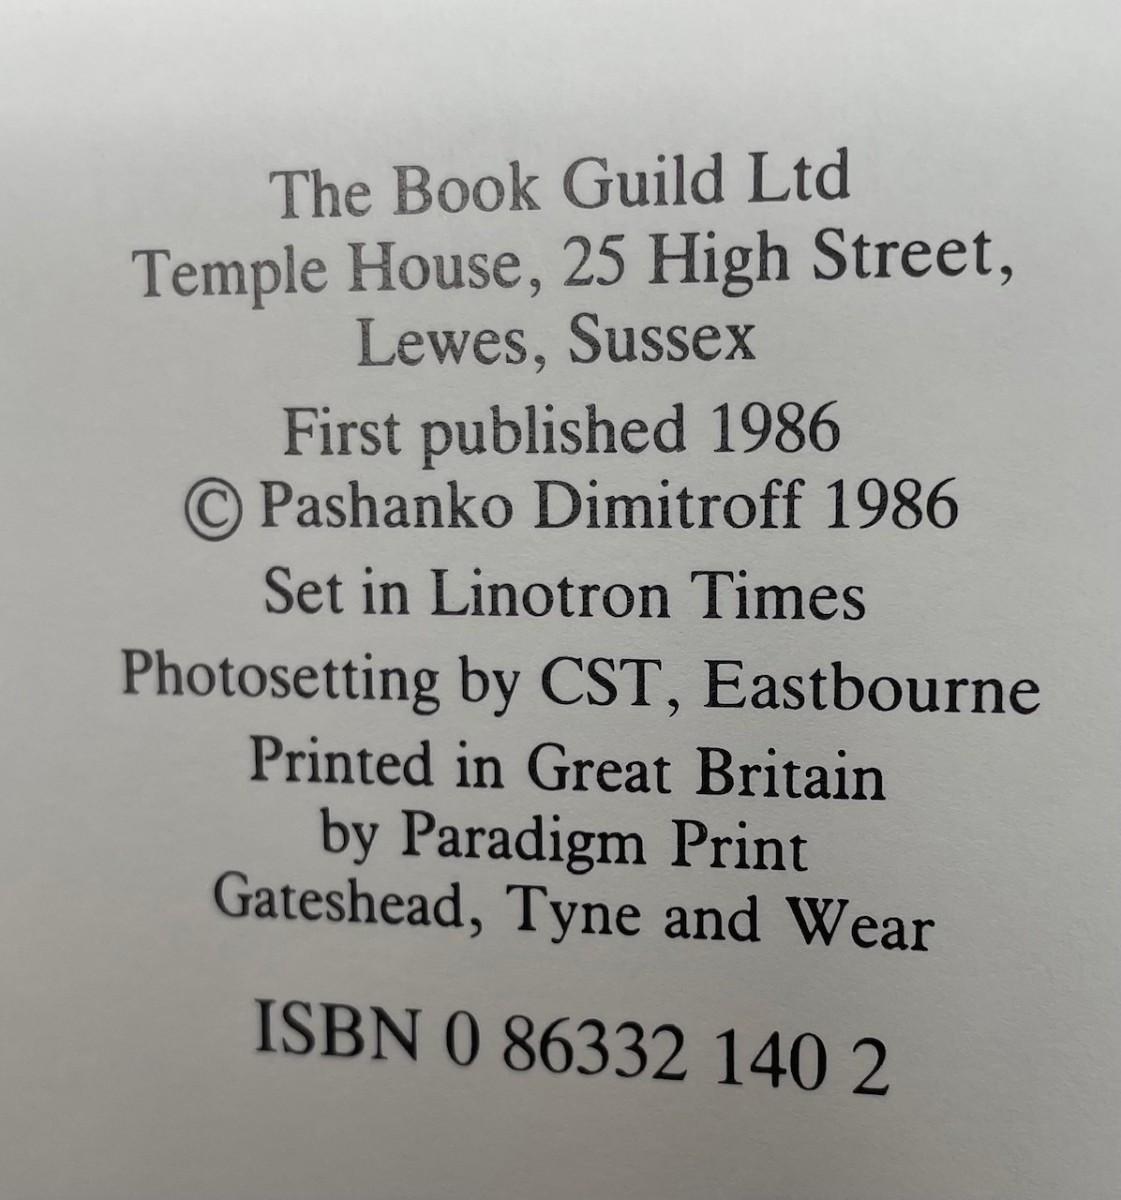 The Book Guild Ltd
Temple House, 25 High Street,
Lewes, Sussex
First published 1986
© Pashanko Dimitroff 1986
Set in Linotron Times
Photosetting by CST, Eastbourne
Printed in Great Britain
by Paradigm Print
Gateshead, Tyne and Wear
ISBN 0 86332 140 2